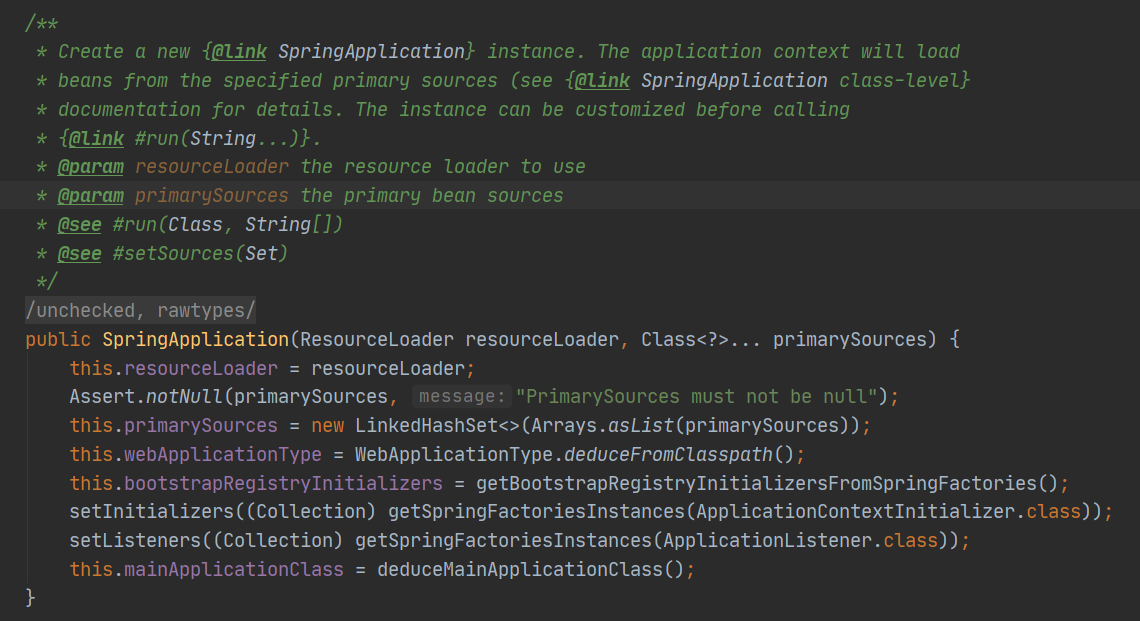 /**
 * Create a new {@link SpringApplication} instance. The application context will load
 * beans from the specified primary sources (see {@link SpringApplication class-level}
 * documentation for details. The instance can be customized before calling
 * {@link #run(String...)}.
 * @param resourceLoader the resource loader to use
 * @param primarySources the primary bean sources
 * @see #run(Class, String[])
 * @see #setSources(Set)
 */
/unchecked, rawtypes/
public SpringApplication(ResourceLoader resourceLoader, Class<?>... primarySources) {
    this.resourceLoader = resourceLoader;
    Assert.notNull(primarySources, message: "PrimarySources must not be null");
    this.primarySources = new LinkedHashSet<>(Arrays.asList(primarySources));
    this.webApplicationType = WebApplicationType.deduceFromClasspath();
    this.bootstrapRegistryInitializers = getBootstrapRegistryInitializersFromSpringFactories();
    setInitializers((Collection) getSpringFactoriesInstances(ApplicationContextInitializer.class));
    setListeners((Collection) getSpringFactoriesInstances(ApplicationListener.class));
    this.mainApplicationClass = deduceMainApplicationClass();
}